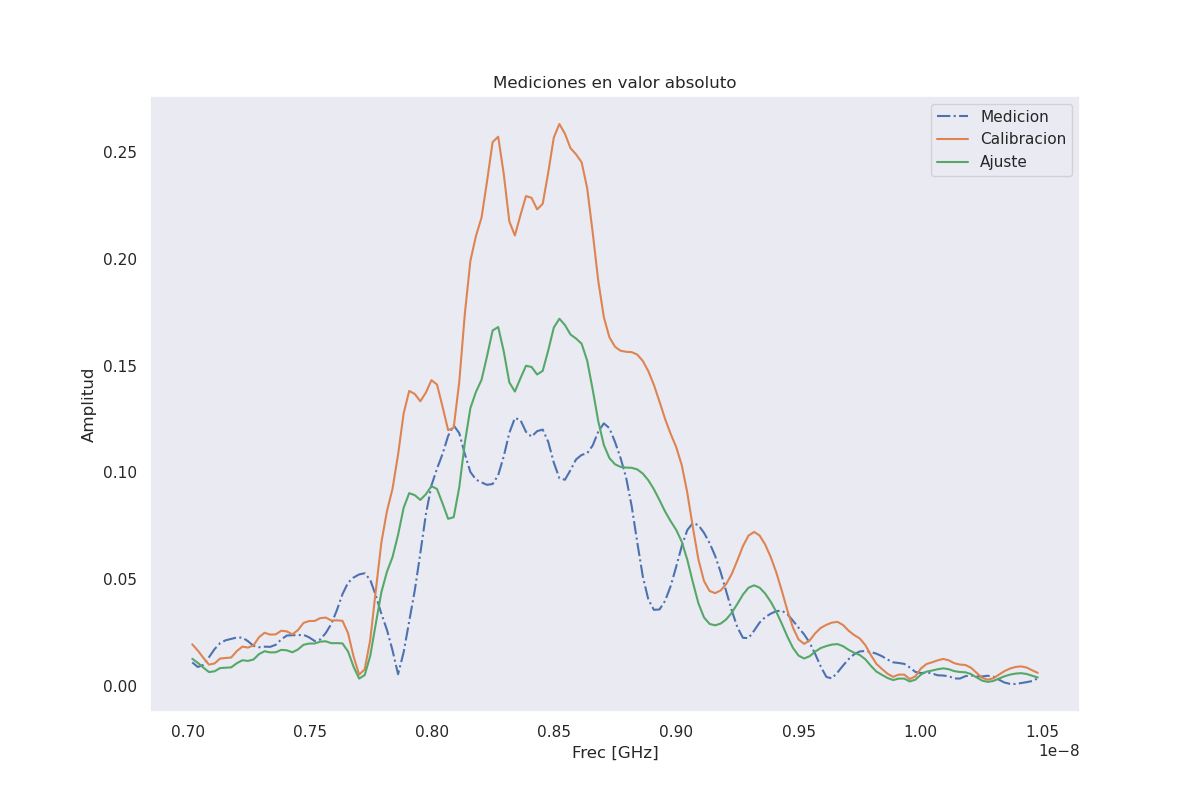 Mediciones en valor absoluto
Medicion
Calibracion
Ajuste
0.25
0.20
0.15
0.10
0.05
0.00
Amplitud
0.70 0.75 0.80 0.85 0.90 0.95 1.00 1.05
1e−8
Frec [GHz]